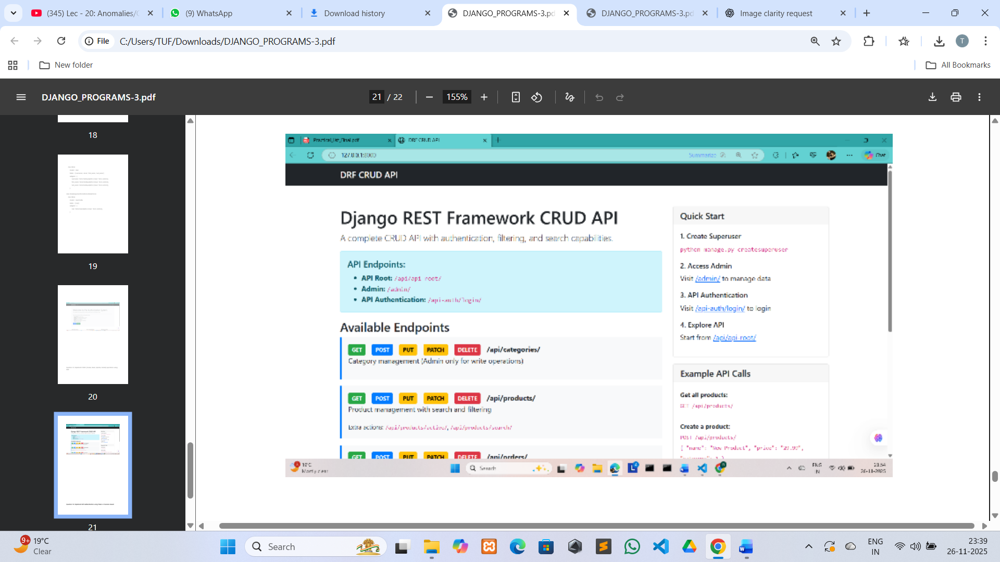 (345) Lec - 20: Anomalies/
(9) WhatsApp
Download history
DJANGO_PROGRAMS-3.pd
DJANGO_PROGRAMS-3.pd
Image clarity request
File
C:/Users/TUF/Downloads/DJANGO_PROGRAMS-3.pdf
T
New folder
All Bookmarks
DJANGO_PROGRAMS-3.pdf
21 / 22
155%
18
19
20
21
Practical_list_Final.pdf
DRF CRUD API
127.0.0.1:8000
Summarize
Chat
DRF CRUD API
Django REST Framework CRUD API
A complete CRUD API with authentication, filtering, and search capabilities.
API Endpoints:
• API Root: /api/api-root/
• Admin: /admin/
• API Authentication: /api-auth/login/
Available Endpoints
GET POST PUT PATCH DELETE /api/categories/
Category management (Admin only for write operations)
GET POST PUT PATCH DELETE /api/products/
Product management with search and filtering
Extra actions: /api/products/active/, /api/products/search/
GET POST PUT PATCH DELETE /api/orders/
Quick Start
1. Create Superuser
python manage.py createsuperuser
2. Access Admin
Visit /admin/ to manage data
3. API Authentication
Visit /api-auth/login/ to login
4. Explore API
Start from /api/api-root/
Example API Calls
Get all products:
GET /api/products/
Create a product:
POST /api/products/
{ "name": "New Product", "price": "29.99",
Mostly clear
Search
ENG
IN
26-11-2025
9+
19°C
Clear
Search
ENG
IN
23:39
26-11-2025